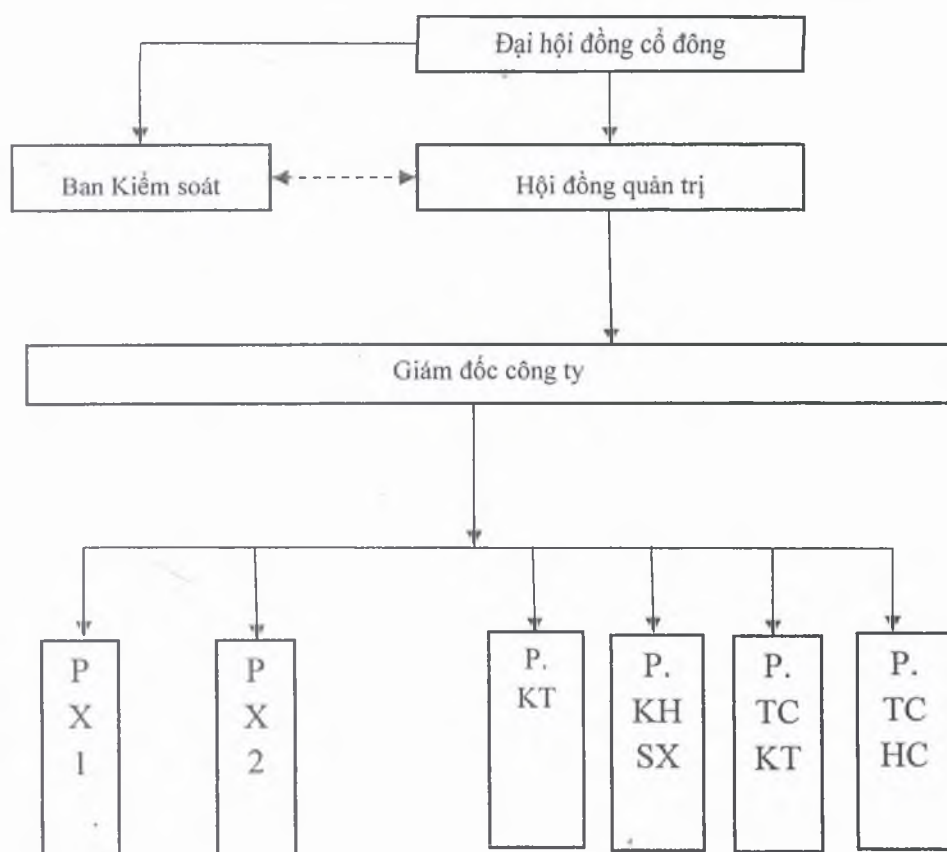 Đại hội đồng cổ đông
Ban Kiểm soát
Hội đồng quản trị
Giám đốc công ty
P
X
1
P
X
2
P.
KT
P.
KH
SX
P.
TC
KT
P.
TC
HC